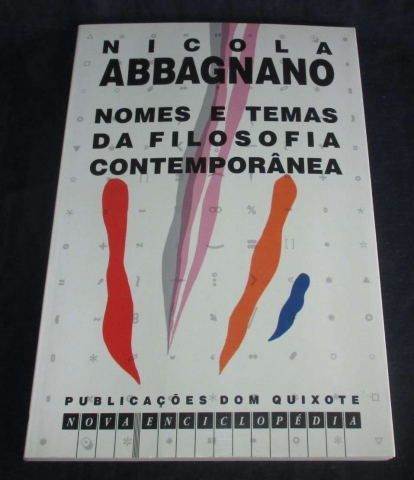 NICOLA
ABBAGNANO
NOMES E TEMAS
DA FILOSOFIA
CONTEMPORÂNEA
PUBLICAÇÕES DOM QUIXOTE
NOVA ENCICLOPÉDIA